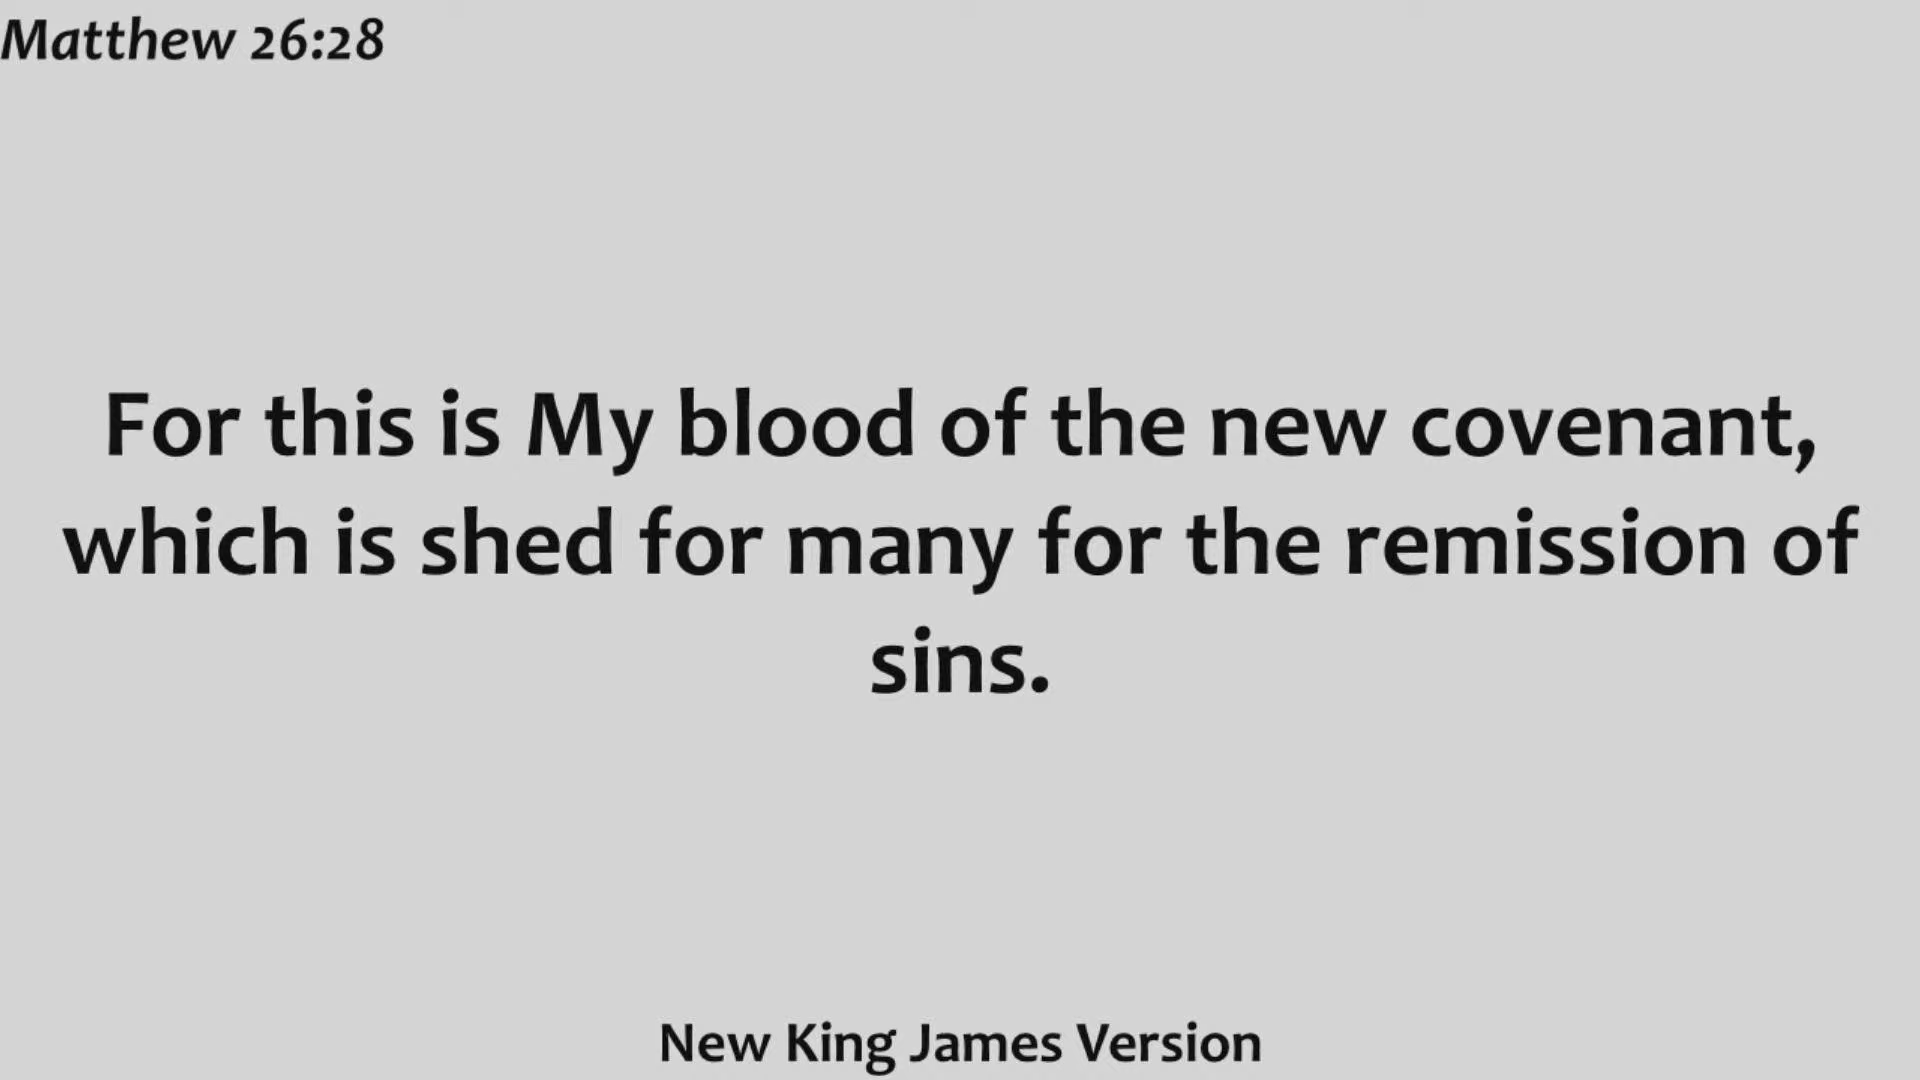 Matthew 26:28
For this is My blood of the new covenant,
which is shed for many for the remission of
sins.
New King James Version